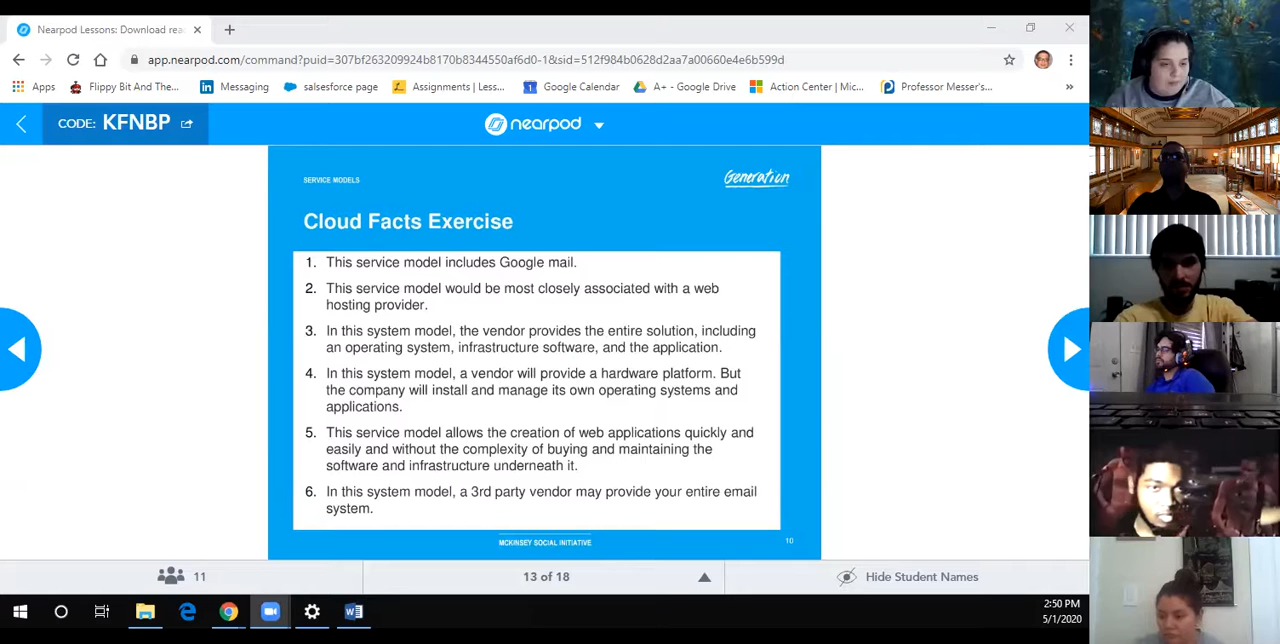 Nearpod Lessons: Download rea
app.nearpod.com/command?puid=307bf263209924b8170b8344550af6d0-1&sid=512f984b0628d2aa7a00660e4e6b599d
Apps
Flippy Bit And The...
Messaging
salsesforce page
Assignments | Less...
Google Calendar
A+ - Google Drive
Action Center | Mic...
Professor Messer's...
»
CODE: KFNBP
nearpod
SERVICE MODELS
Generation
Cloud Facts Exercise
1. This service model includes Google mail.
2. This service model would be most closely associated with a web
hosting provider.
3. In this system model, the vendor provides the entire solution, including
an operating system, infrastructure software, and the application.
4. In this system model, a vendor will provide a hardware platform. But
the company will install and manage its own operating systems and
applications.
5. This service model allows the creation of web applications quickly and
easily and without the complexity of buying and maintaining the
software and infrastructure underneath it.
6. In this system model, a 3rd party vendor may provide your entire email
system.
MCKINSEY SOCIAL INITIATIVE
10
11
13 of 18
Hide Student Names
2:50 PM
5/1/2020